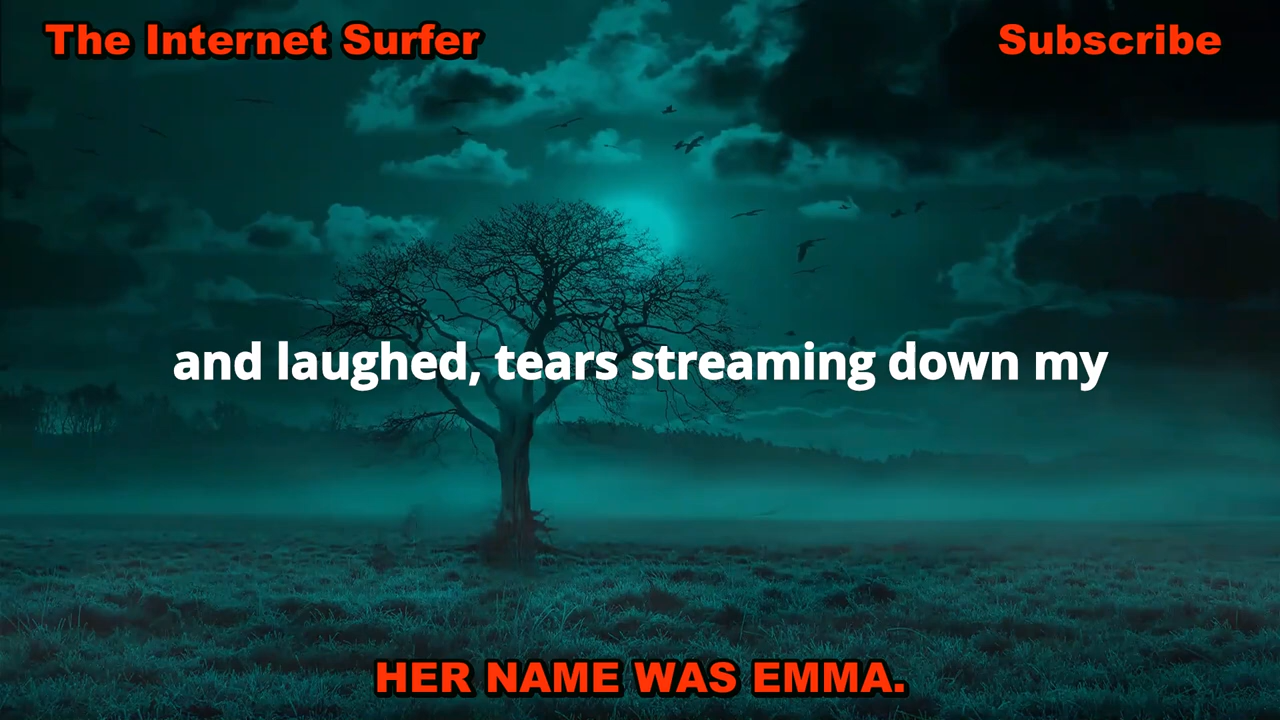 The Internet Surfer
Subscribe
and laughed, tears streaming down my
HER NAME WAS EMMA.